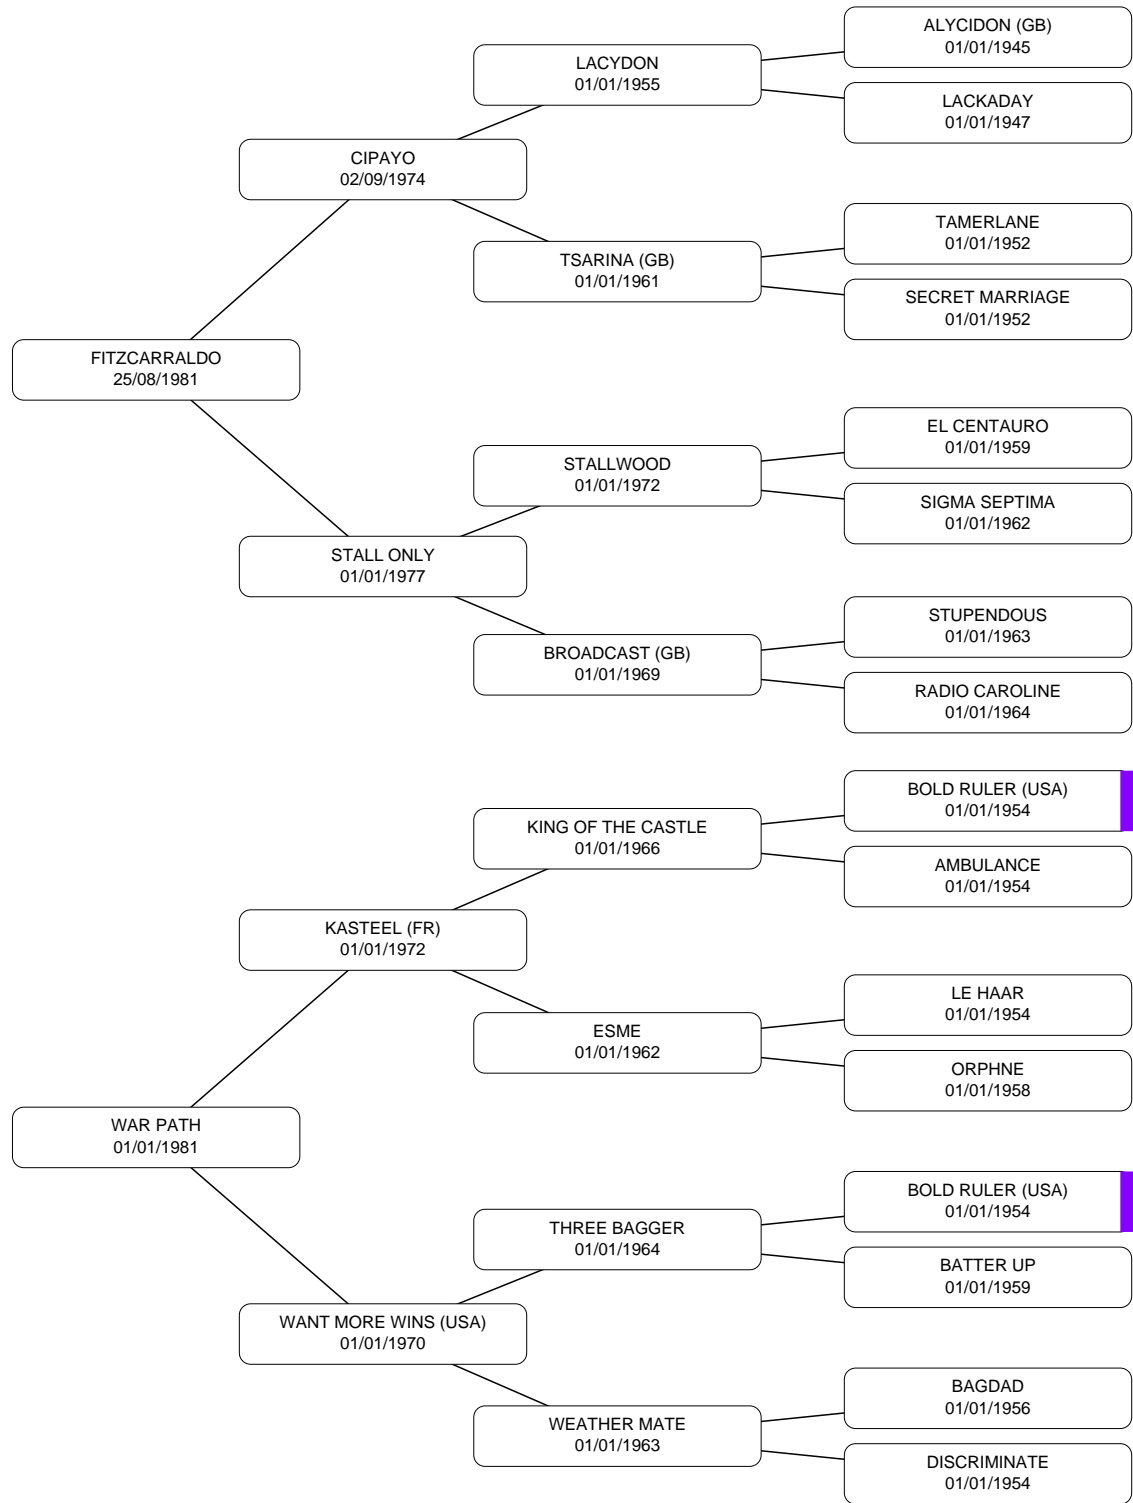 ALYCIDON (GB)
01/01/1945
LACYDON
01/01/1955
LACKADAY
01/01/1947
CIPAYO
02/09/1974
TAMERLANE
01/01/1952
TSARINA (GB)
01/01/1961
SECRET MARRIAGE
01/01/1952
FITZCARRALDO
25/08/1981
EL CENTAURO
01/01/1959
STALLWOOD
01/01/1972
SIGMA SEPTIMA
01/01/1962
STALL ONLY
01/01/1977
STUPENDOUS
01/01/1963
BROADCAST (GB)
01/01/1969
RADIO CAROLINE
01/01/1964
BOLD RULER (USA)
01/01/1954
KING OF THE CASTLE
01/01/1966
AMBULANCE
01/01/1954
KASTEEL (FR)
01/01/1972
LE HAAR
01/01/1954
ESME
01/01/1962
ORPHNE
01/01/1958
WAR PATH
01/01/1981
BOLD RULER (USA)
01/01/1954
THREE BAGGER
01/01/1964
BATTER UP
01/01/1959
WANT MORE WINS (USA)
01/01/1970
BAGDAD
01/01/1956
WEATHER MATE
01/01/1963
DISCRIMINATE
01/01/1954